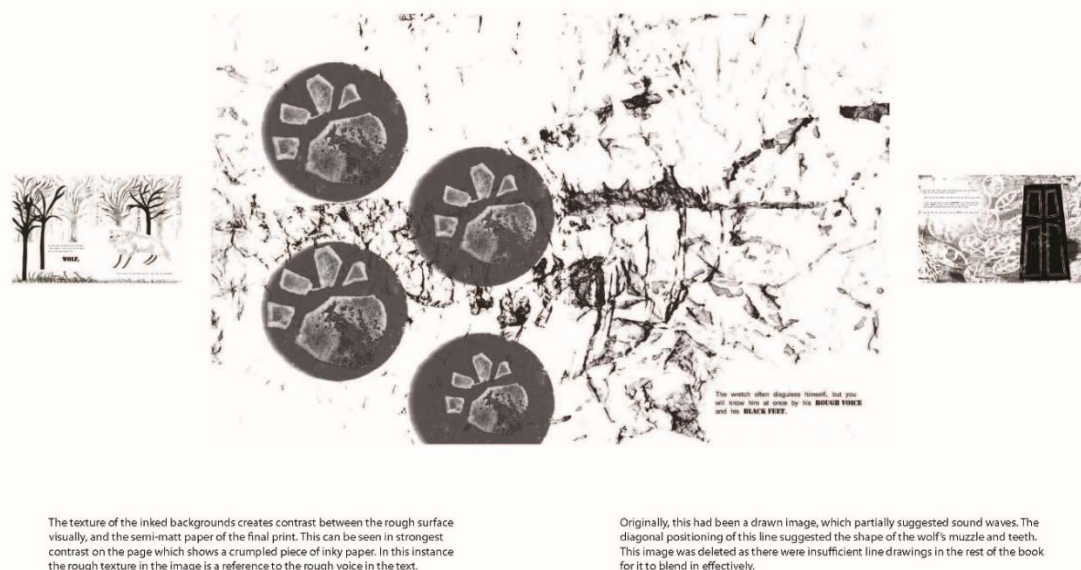 WOLF.
The wretch often disguises himself, but you
will know him at once by his ROUGH VOICE
and his BLACK FEET.
The texture of the inked backgrounds creates contrast between the rough surface
visually, and the semi-matt paper of the final print. This can be seen in strongest
contrast on the page which shows a crumpled piece of inky paper. In this instance
the rough texture in the image is a reference to the rough voice in the text.
Originally, this had been a drawn image, which partially suggested sound waves. The
diagonal positioning of this line suggested the shape of the wolf's muzzle and teeth.
This image was deleted as there were insufficient line drawings in the rest of the book
for it to blend in effectively.